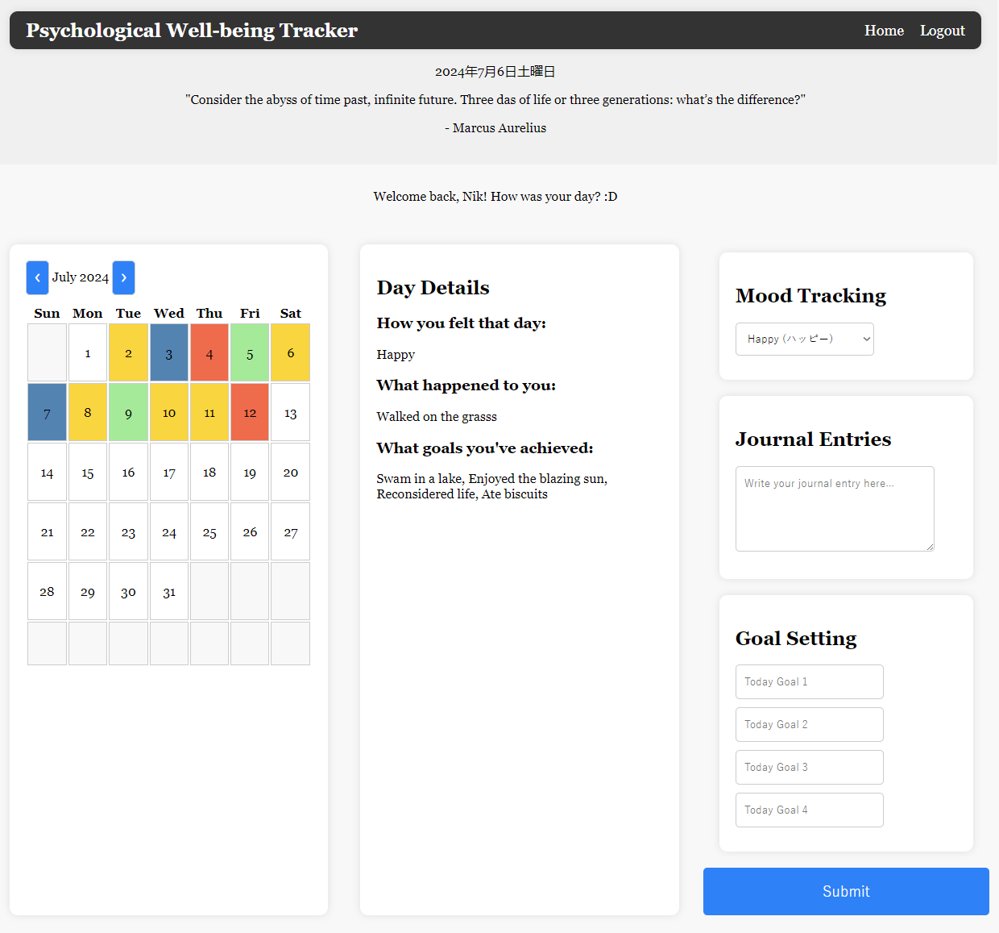 Psychological Well-being Tracker
Home Logout
2024年7月6日土曜日
"Consider the abyss of time past, infinite future. Three das of life or three generations: what's the difference?"
- Marcus Aurelius
Welcome back, Nik! How was your day? :D
‹ July 2024 ›
Sun Mon Tue Wed Thu Fri Sat
1 2 3 4 5 6
7 8 9 10 11 12 13
14 15 16 17 18 19 20
21 22 23 24 25 26 27
28 29 30 31
Day Details
How you felt that day:
Happy
What happened to you:
Walked on the grasss
What goals you've achieved:
Swam in a lake, Enjoyed the blazing sun,
Reconsidered life, Ate biscuits
Mood Tracking
Happy (ハッピー)
Journal Entries
Write your journal entry here...
Goal Setting
Today Goal 1
Today Goal 2
Today Goal 3
Today Goal 4
Submit